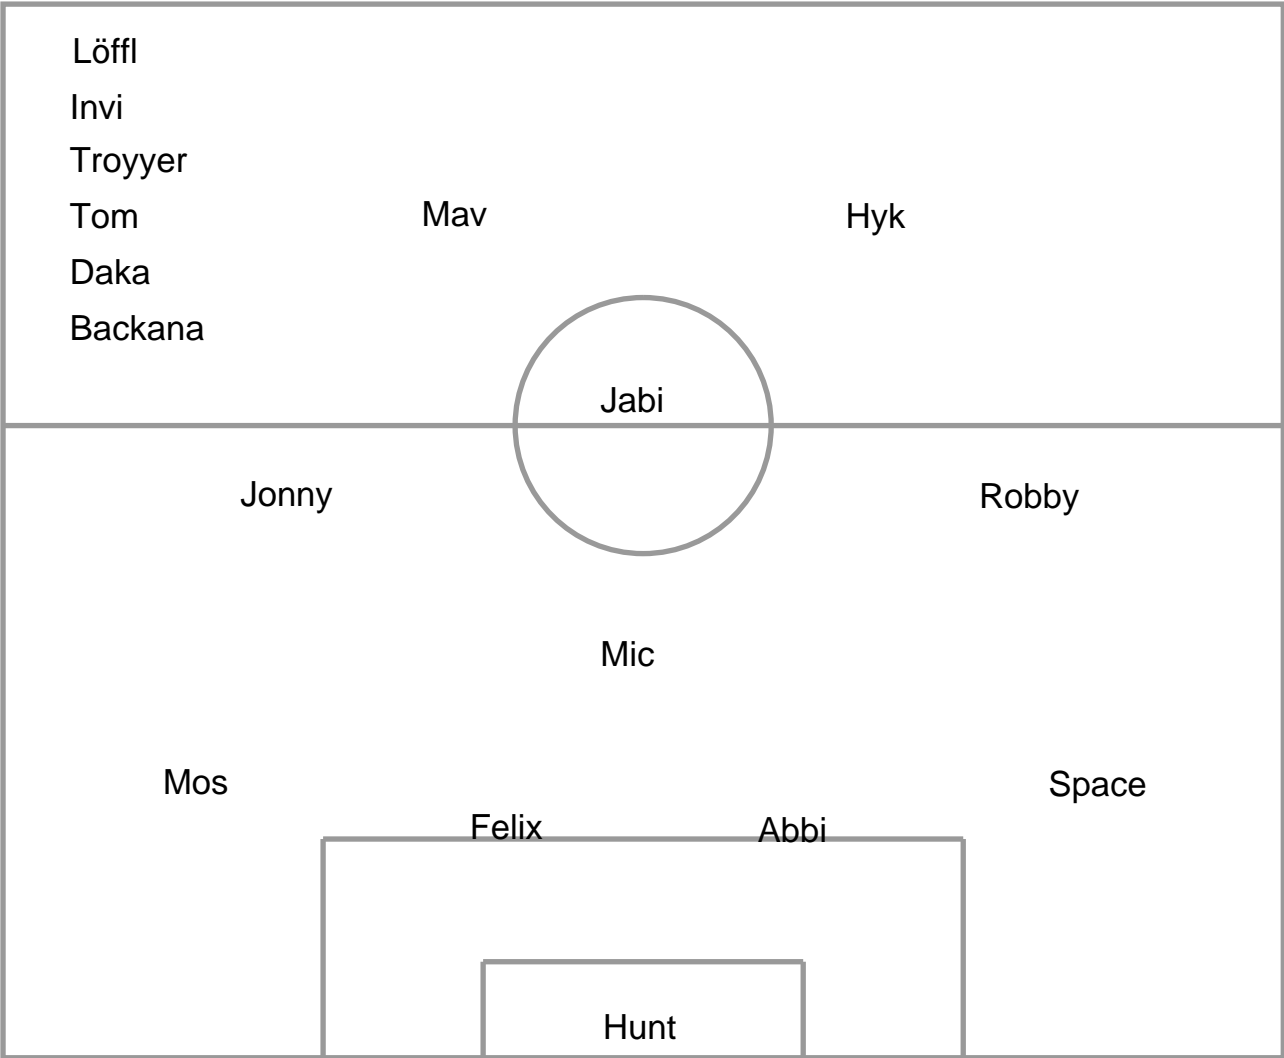 Löffl
Invi
Troyyer
Tom
Mav
Hyk
Daka
Backana
Jabi
Jonny
Robby
Mic
Mos
Space
Felix
Abbi
Hunt